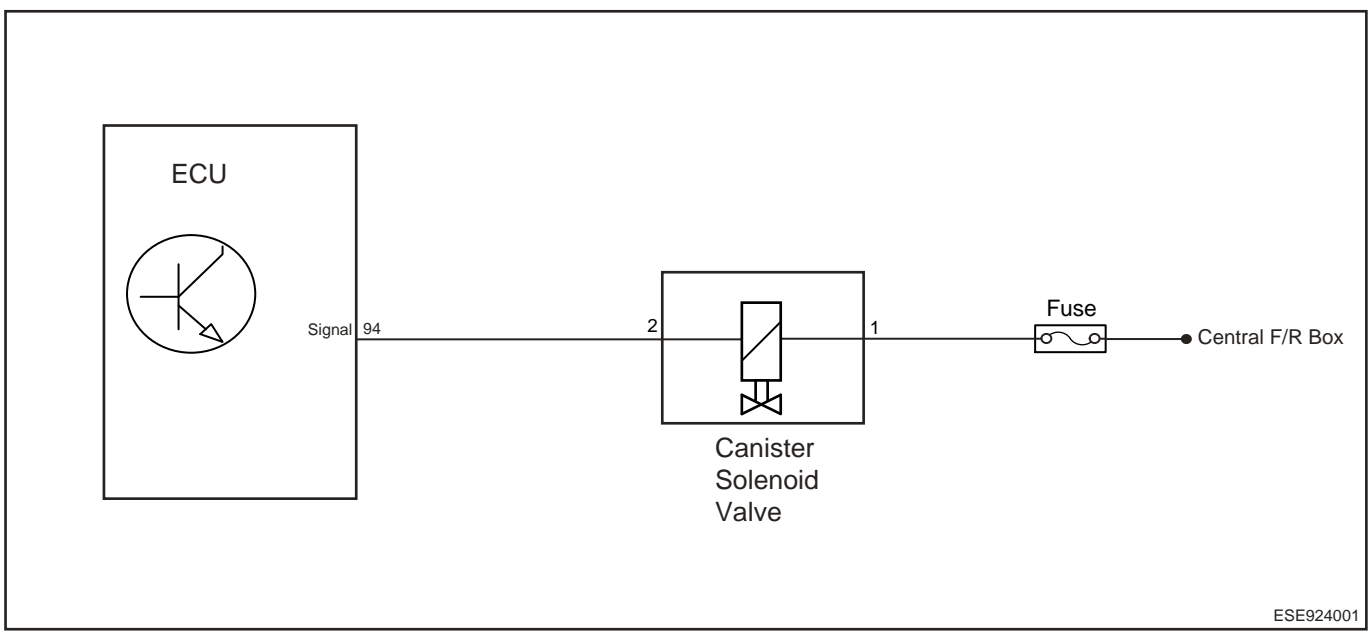 ECU
Signal 94
2
1
Fuse
Central F/R Box
Canister
Solenoid
Valve
ESE924001